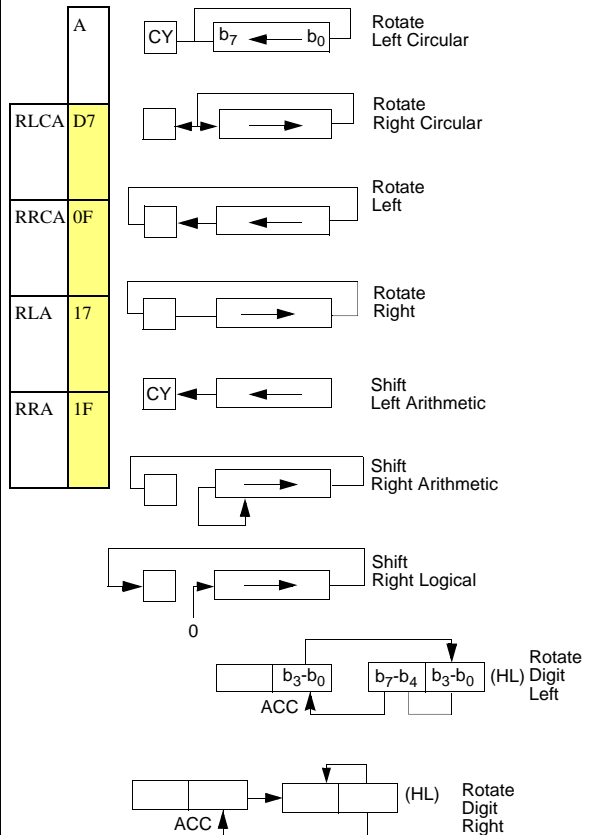 A
RLCA D7
RRCA 0F
RLA 17
RRA 1F
CY b7 b0 Rotate
Left Circular
Rotate
Right Circular
Rotate
Left
Rotate
Right
CY Shift
Left Arithmetic
Shift
Right Arithmetic
Shift
Right Logical
0
b3-b0 b7-b4 b3-b0 (HL) Rotate
Digit
Left
ACC
(HL) Rotate
Digit
Right
ACC